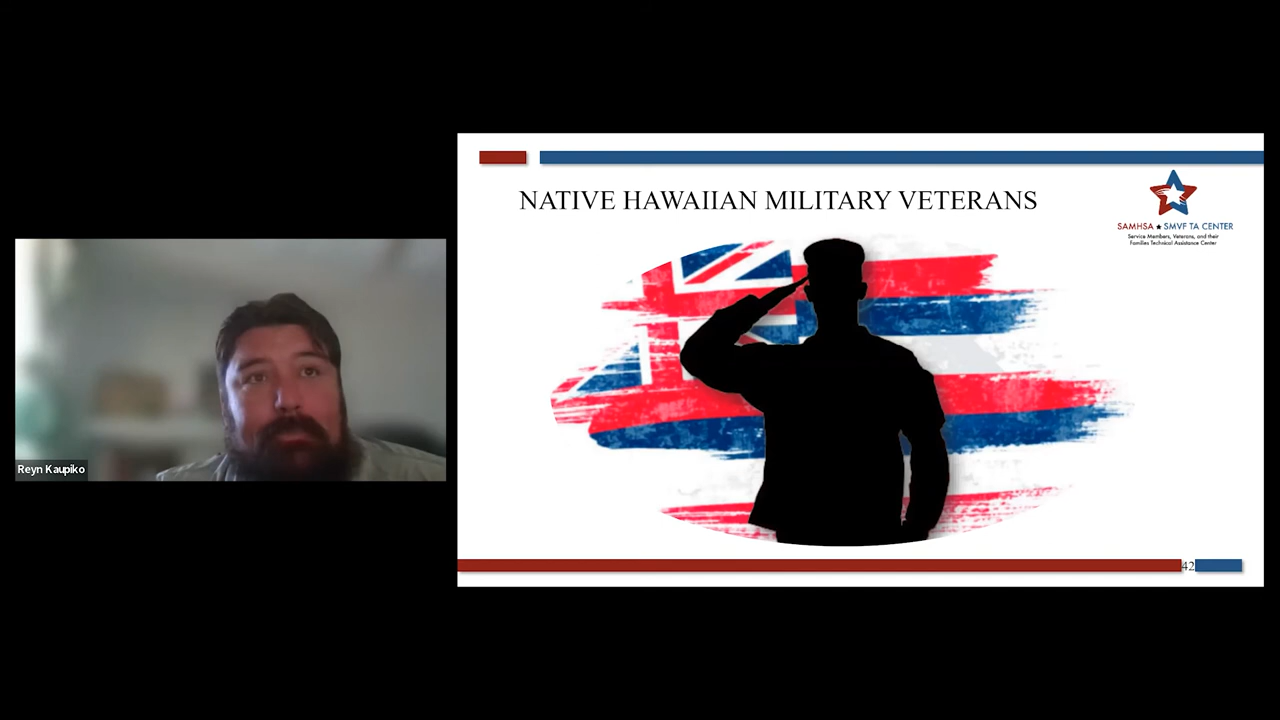 NATIVE HAWAIIAN MILITARY VETERANS
SAMHSA ★ SMVF TA CENTER
Service Members, Veterans, and their
Families Technical Assistance Center
Reyn Kaupiko
42